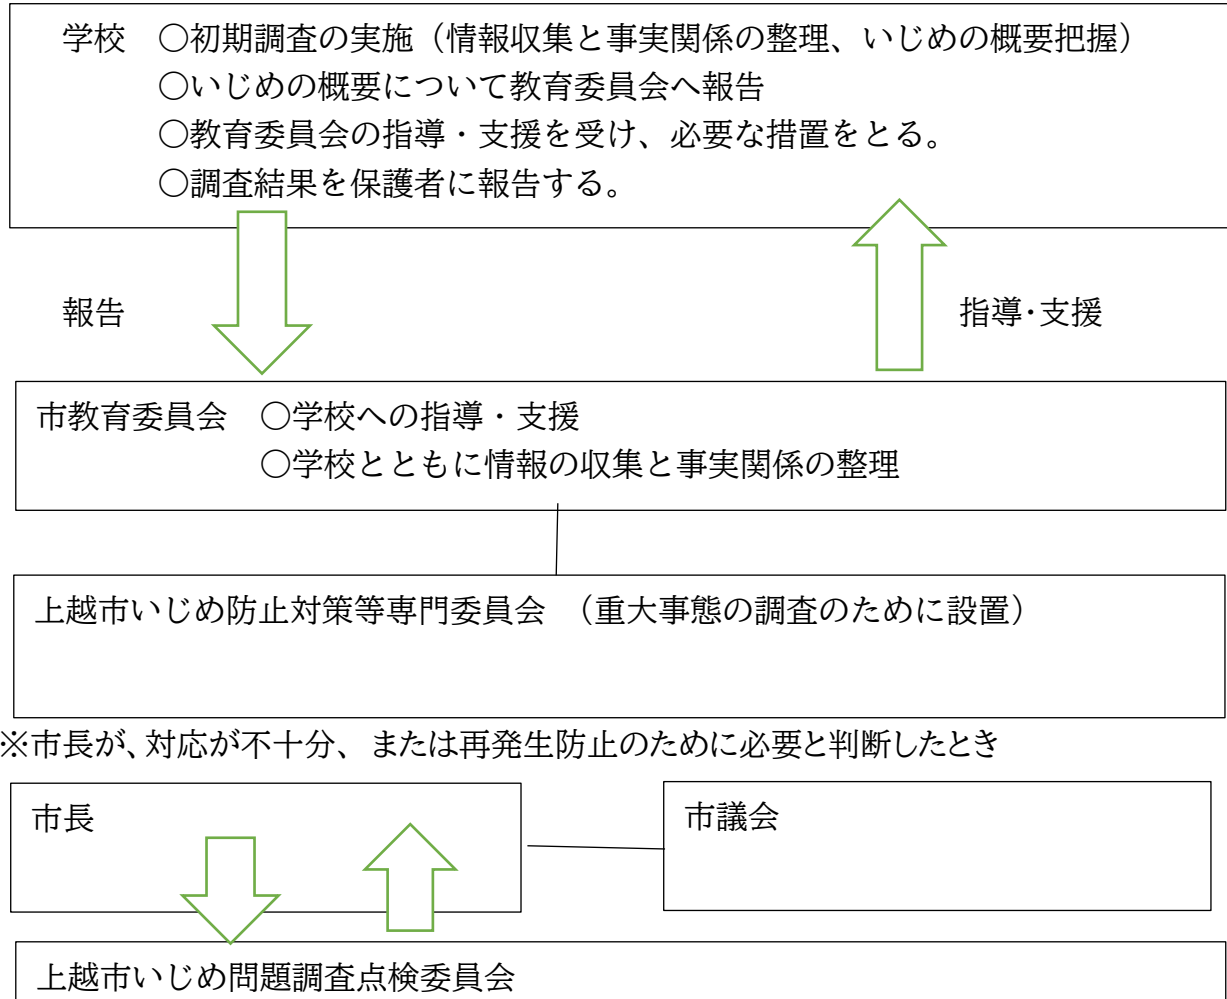 学校　○初期調査の実施（情報収集と事実関係の整理、いじめの概要把握）
○いじめの概要について教育委員会へ報告
○教育委員会の指導・支援を受け、必要な措置をとる。
○調査結果を保護者に報告する。
報告
指導・支援
市教育委員会　○学校への指導・支援
○学校とともに情報の収集と事実関係の整理
上越市いじめ防止対策等専門委員会　（重大事態の調査のために設置）
※市長が、対応が不十分、または再発生防止のために必要と判断したとき
市長
市議会
上越市いじめ問題調査点検委員会